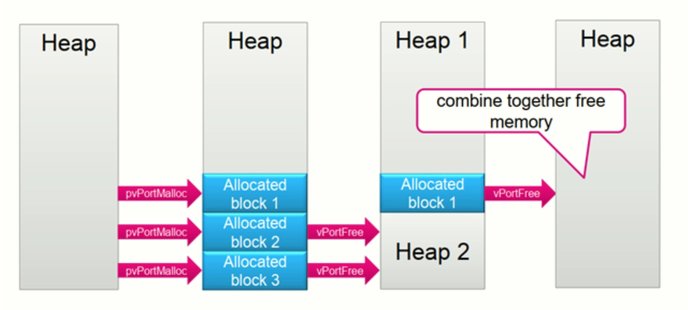 Heap
Heap
Heap 1
Heap
combine together free
memory
pvPortMalloc
Allocated
block 1
Allocated
block 1
vPortFree
pvPortMalloc
Allocated
block 2
vPortFree
Heap 2
pvPortMalloc
Allocated
block 3
vPortFree